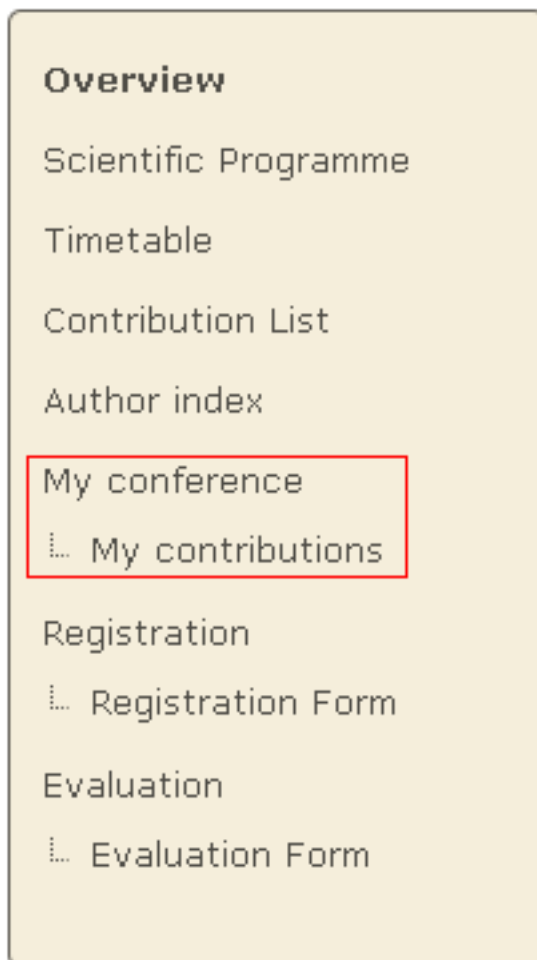 Overview
Scientific Programme
Timetable
Contribution List
Author index
My conference
My contributions
Registration
Registration Form
Evaluation
Evaluation Form